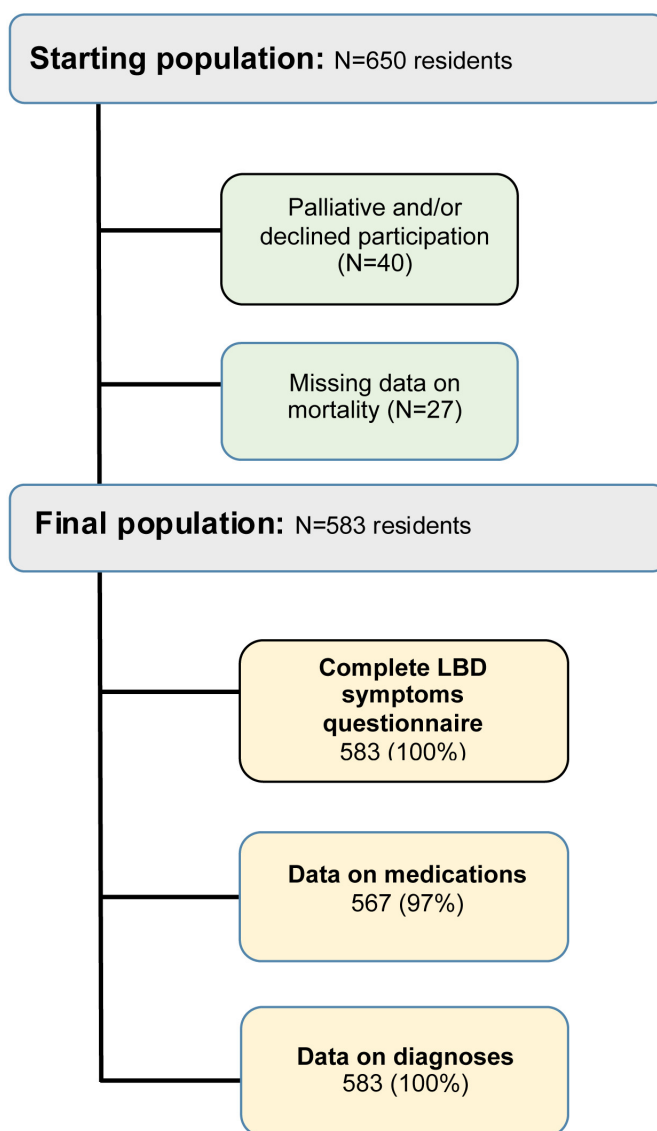 Starting population: N=650 residents
Palliative and/or
declined participation
(N=40)
Missing data on
mortality (N=27)
Final population: N=583 residents
Complete LBD
symptoms
questionnaire
583 (100%)
Data on medications
567 (97%)
Data on diagnoses
583 (100%)